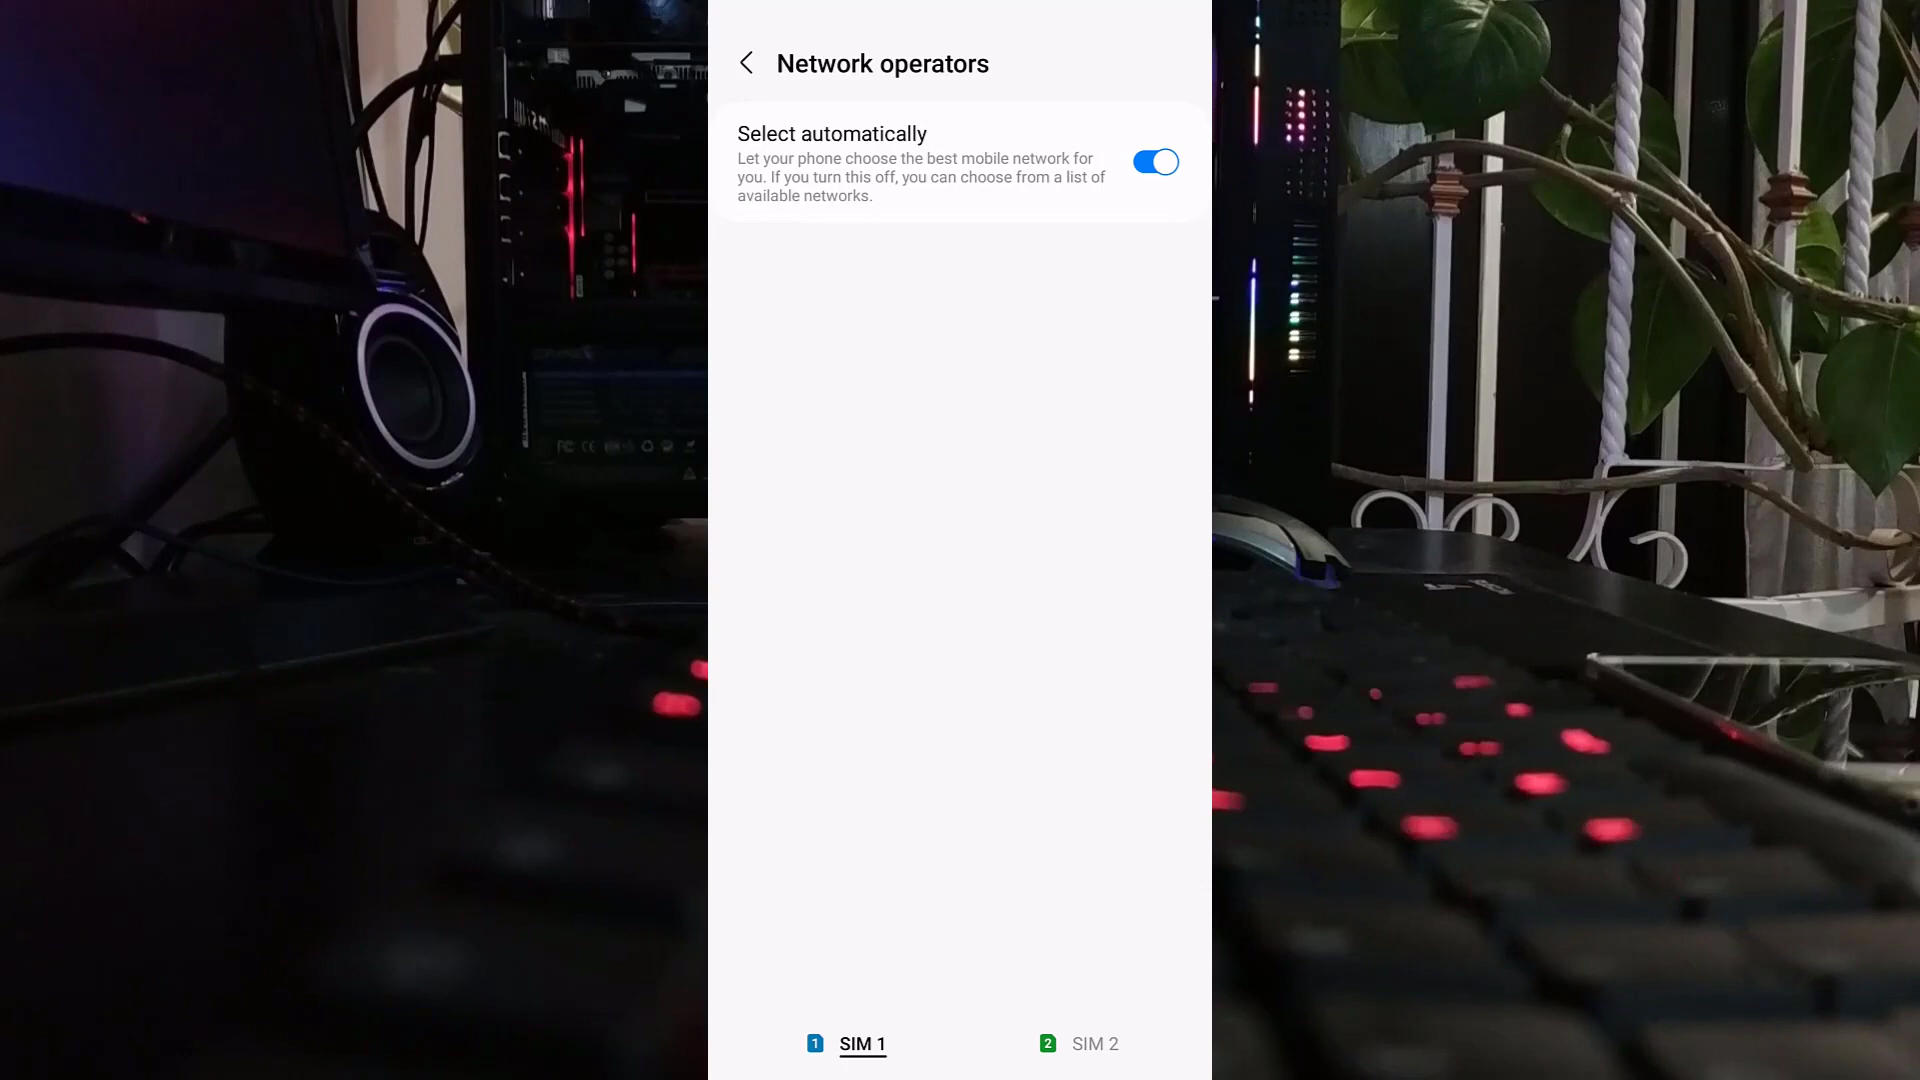 Network operators
Select automatically
Let your phone choose the best mobile network for
you. If you turn this off, you can choose from a list of
available networks.
1 SIM 1
2 SIM 2